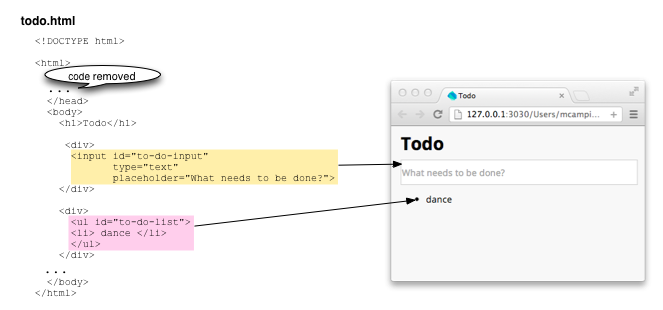 todo.html
<!DOCTYPE html>
<html>
code removed
...
</head>
<body>
<h1>Todo</h1>
<div>
<input id="to-do-input"
type="text"
placeholder="What needs to be done?">
</div>
<div>
<ul id="to-do-list">
<li> dance </li>
</ul>
</div>
...
</body>
</html>
Todo
127.0.0.1:3030/Users/mcampi...
Todo
What needs to be done?
• dance